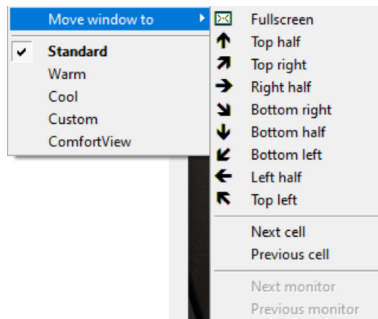 Move window to
Standard
Warm
Cool
Custom
ComfortView
Fullscreen
Top half
Top right
Right half
Bottom right
Bottom half
Bottom left
Left half
Top left
Next cell
Previous cell
Next monitor
Previous monitor